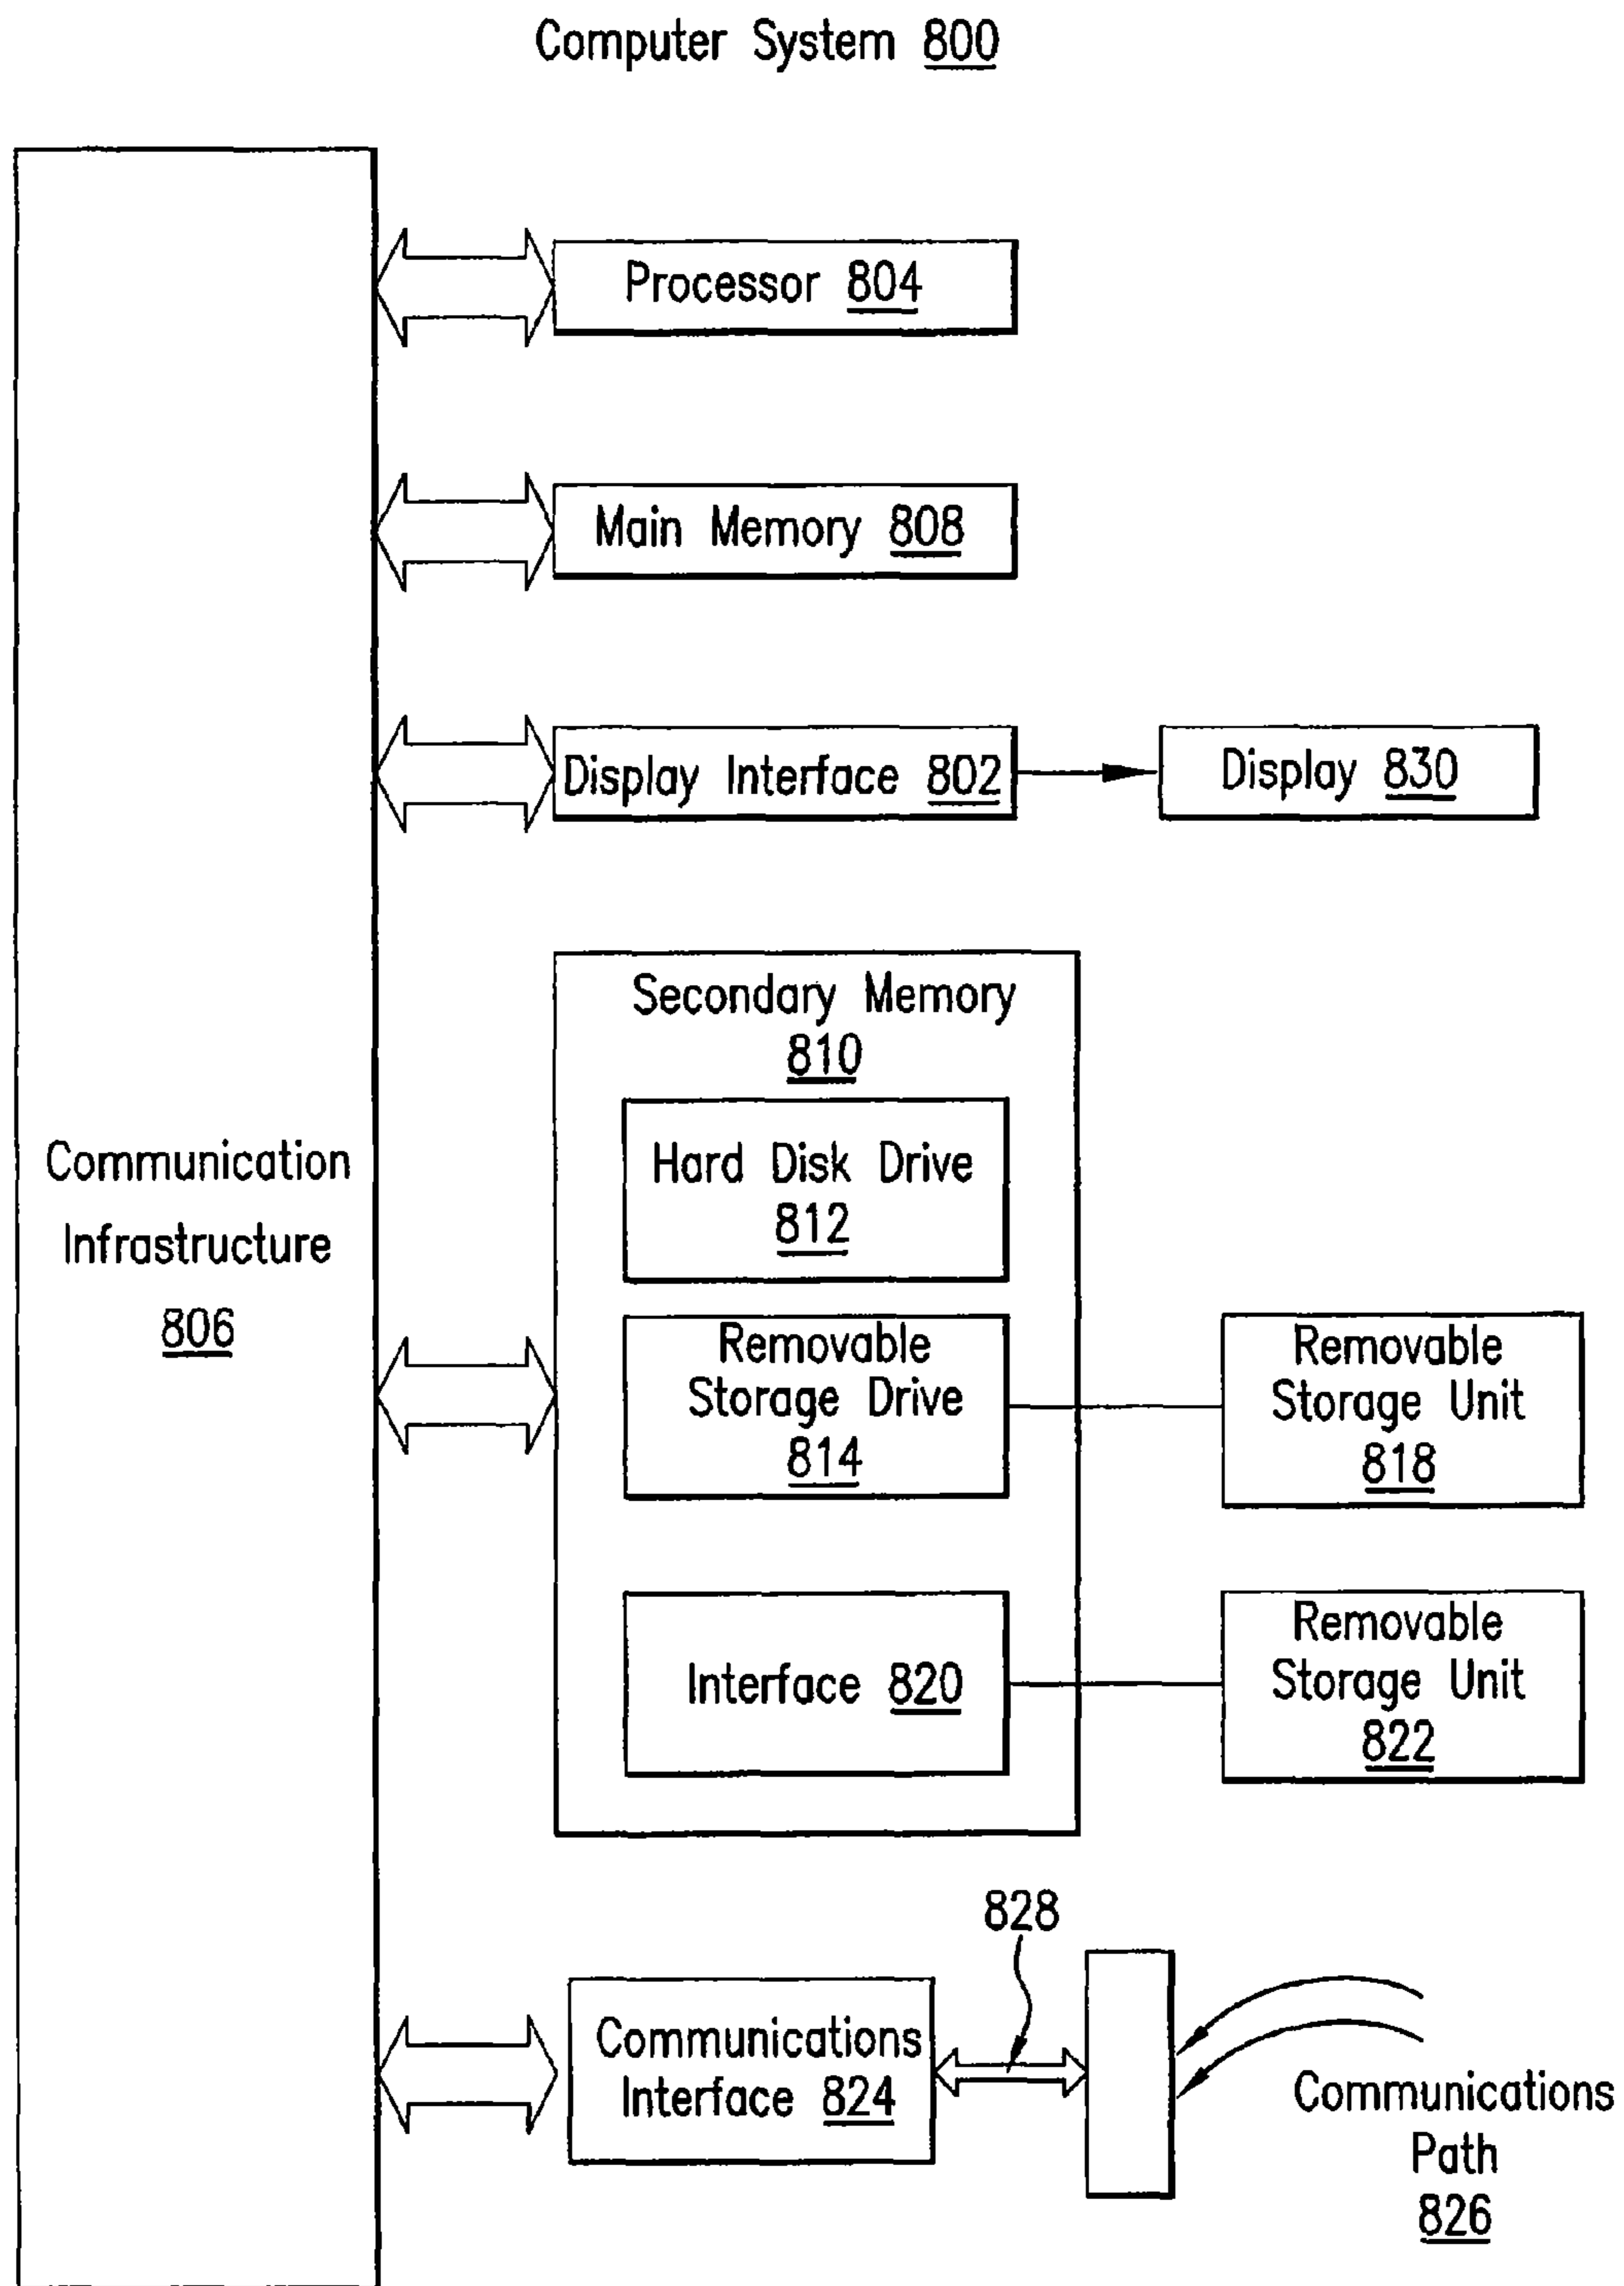 Computer System 800
Processor 804
Main Memory 808
Display Interface 802
Display 830
Secondary Memory
810
Hard Disk Drive
812
Communication
Infrastructure
806
Removable
Storage Drive
814
Removable
Storage Unit
818
Interface 820
Removable
Storage Unit
822
828
Communications
Interface 824
Communications
Path
826